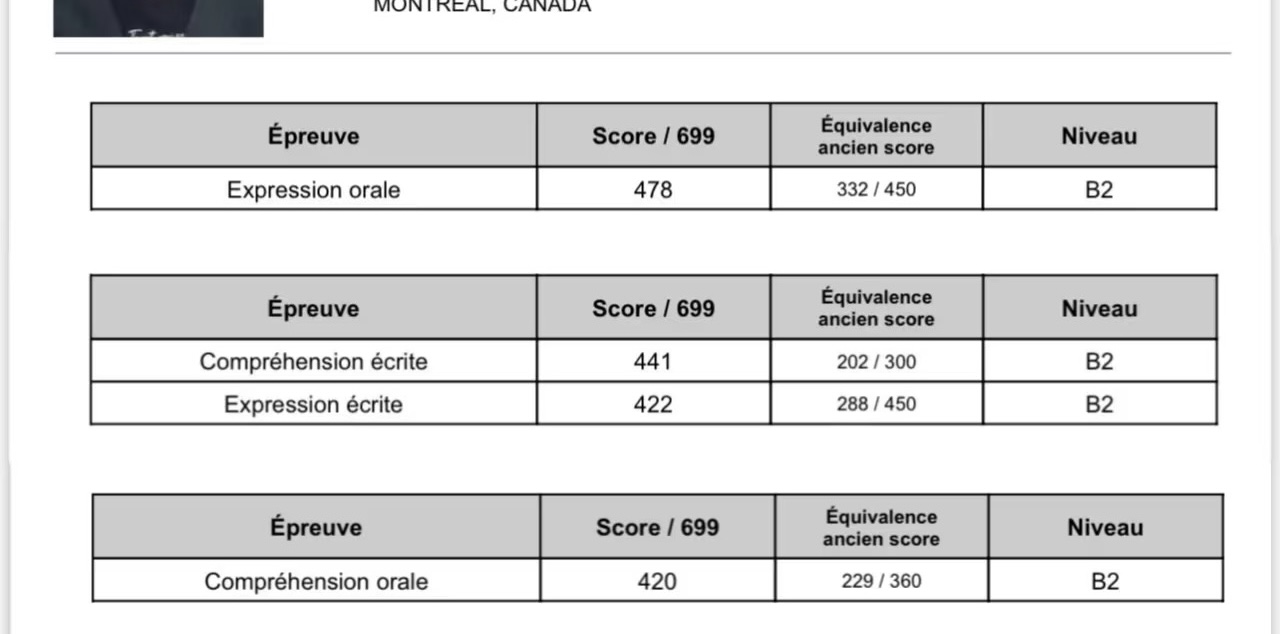 MONTRÉAL, CANADA
Épreuve Score / 699 Équivalence ancien score Niveau
Expression orale 478 332 / 450 B2
Épreuve Score / 699 Équivalence ancien score Niveau
Compréhension écrite 441 202 / 300 B2
Expression écrite 422 288 / 450 B2
Épreuve Score / 699 Équivalence ancien score Niveau
Compréhension orale 420 229 / 360 B2